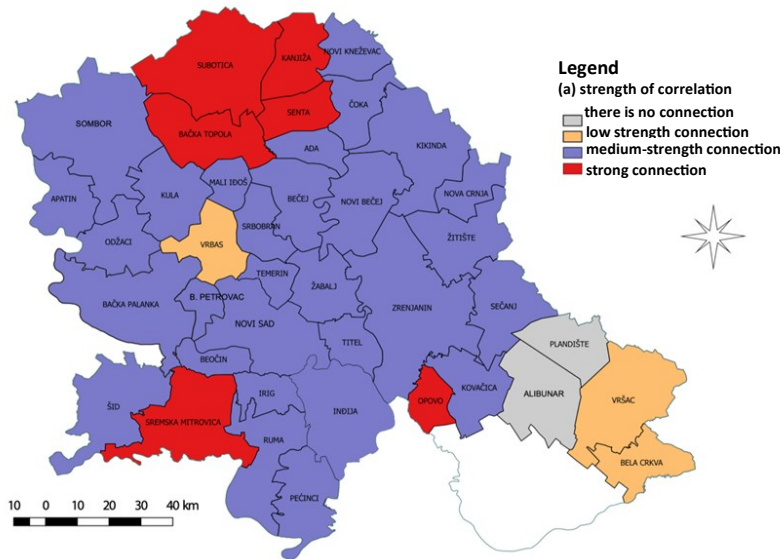 NOVI KNEŽEVAC
KANJIŽA
SUBOTICA
Legend
(a) strength of correlation
there is no connection
low strength connection
medium-strength connection
strong connection
SENTA
ČOKA
SOMBOR
BAČKA TOPOLA
ADA
KIKINDA
MALI IĐOŠ
KULA
BEČEJ
NOVI BEČEJ
NOVA CRNJA
APATIN
SRBOBRAN
ODŽACI
VRBAS
ŽITIŠTE
TEMERIN
ŽABALJ
B. PETROVAC
BAČKA PALANKA
ZRENJANIN
SEČANJ
NOVI SAD
TITEL
PLANDIŠTE
BEOČIN
KOVAČICA
ŠID
IRIG
ALIBUNAR
OPOVO
VRŠAC
INĐIJA
SREMSKA MITROVICA
RUMA
BELA CRKVA
PEĆINCI
10 0 10 20 30 40 km